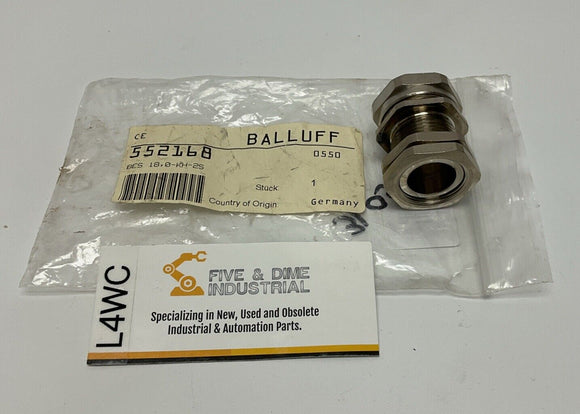 CE
BALLUFF
552168
0550
BES 18,0-KH-2S
Stück:
1
Country of Origin:
Germany
L4WC
FIVE & DIME
INDUSTRIAL
Specializing in New, Used and Obsolete
Industrial & Automation Parts.